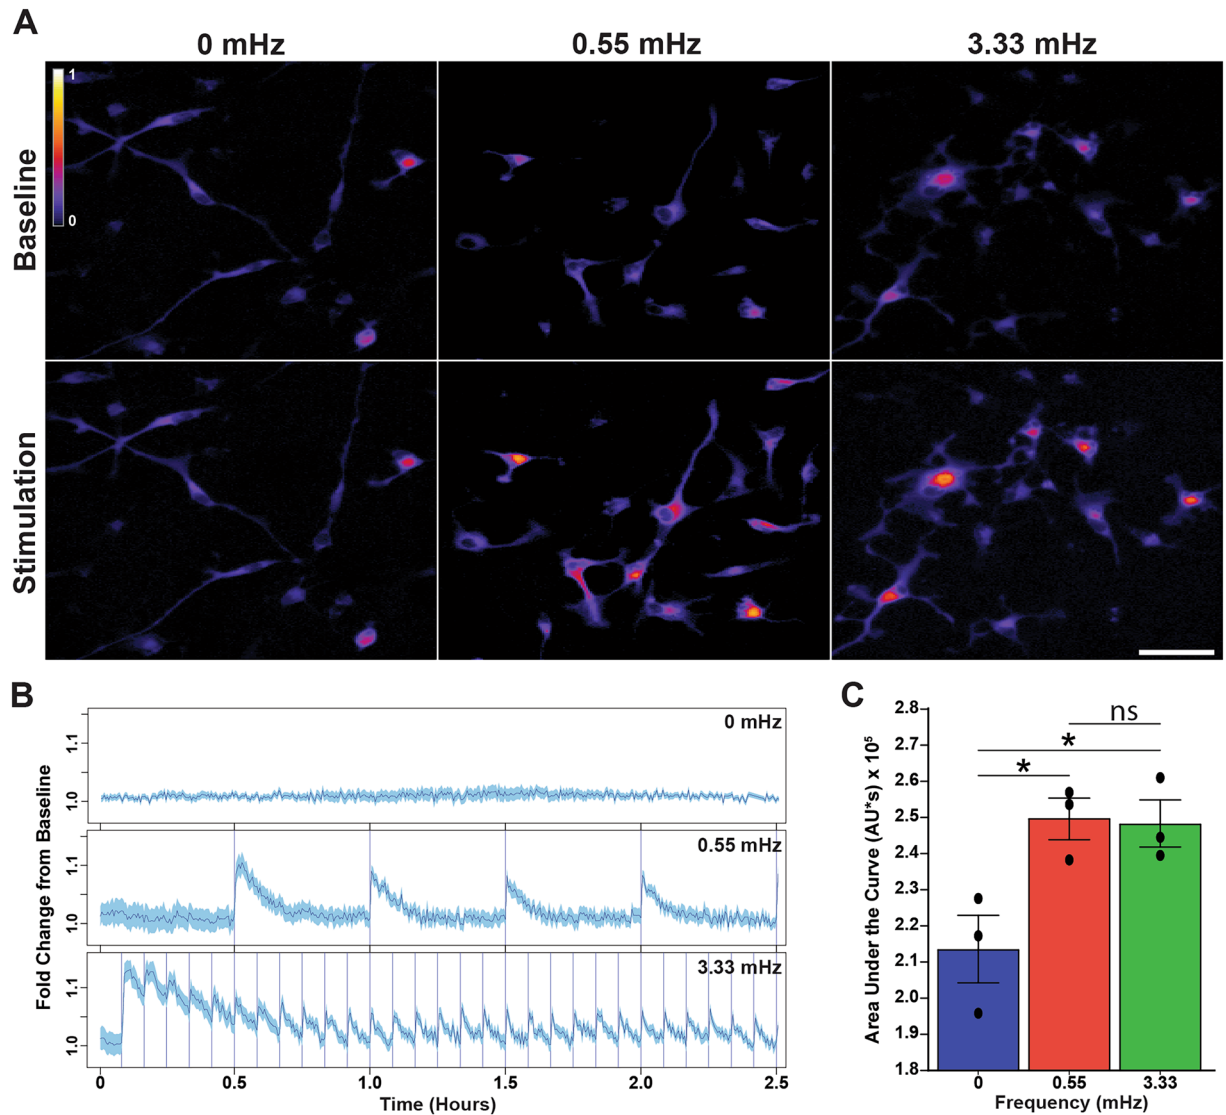 A
0 mHz
0.55 mHz
3.33 mHz
Baseline
1
0
Stimulation
B
Fold Change from Baseline
0 mHz
1.1
1.0
0.55 mHz
1.1
1.0
3.33 mHz
1.1
1.0
0 0.5 1.0 1.5 2.0 2.5
Time (Hours)
C
Area Under the Curve (AU*s) x 10⁵
2.8
2.7
2.6
2.5
2.4
2.3
2.2
2.1
2.0
1.9
1.8
ns
*
*
0 0.55 3.33
Frequency (mHz)